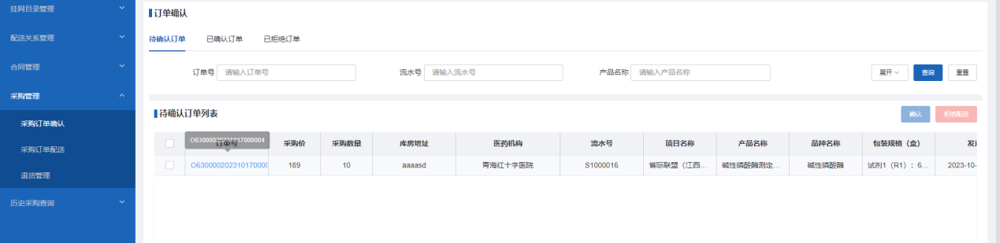 挂网目录管理
配送关系管理
合同管理
采购管理
采购订单确认
采购订单配送
退货管理
历史采购查询
订单确认
待确认订单 已确认订单 已拒绝订单
订单号 请输入订单号 流水号 请输入流水号 产品名称 请输入产品名称 展开 查询 重置
待确认订单列表 确认 拒绝配送
O63000020231017000004
订单号 采购价 采购数量 库房地址 医药机构 流水号 项目名称 产品名称 品种名称 包装规格（盒）
O630000202310170000 189 10 aaaasd 青海红十字医院 S1000016 省际联盟（江西... 碱性磷酸酶测定... 碱性磷酸酶 试剂1（R1）：6... 2023-10-